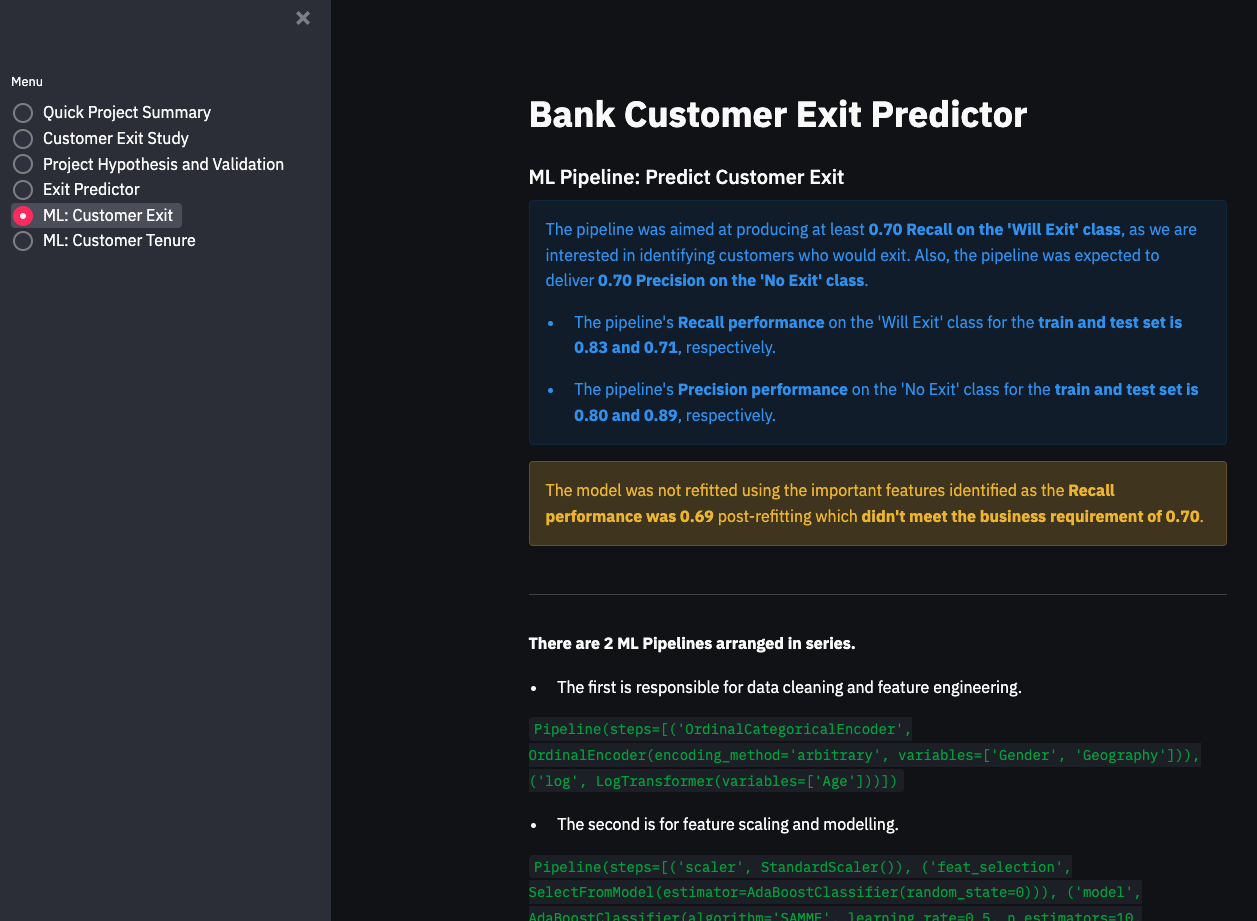 Menu
Quick Project Summary
Customer Exit Study
Project Hypothesis and Validation
Exit Predictor
ML: Customer Exit
ML: Customer Tenure
Bank Customer Exit Predictor
ML Pipeline: Predict Customer Exit
The pipeline was aimed at producing at least 0.70 Recall on the 'Will Exit' class, as we are
interested in identifying customers who would exit. Also, the pipeline was expected to
deliver 0.70 Precision on the 'No Exit' class.
• The pipeline's Recall performance on the 'Will Exit' class for the train and test set is
0.83 and 0.71, respectively.
• The pipeline's Precision performance on the 'No Exit' class for the train and test set is
0.80 and 0.89, respectively.
The model was not refitted using the important features identified as the Recall
performance was 0.69 post-refitting which didn't meet the business requirement of 0.70.
There are 2 ML Pipelines arranged in series.
• The first is responsible for data cleaning and feature engineering.
Pipeline(steps=[('OrdinalCategoricalEncoder',
OrdinalEncoder(encoding_method='arbitrary', variables=['Gender', 'Geography'])),
('log', LogTransformer(variables=['Age']))])
• The second is for feature scaling and modelling.
Pipeline(steps=[('scaler', StandardScaler()), ('feat_selection',
SelectFromModel(estimator=AdaBoostClassifier(random_state=0))), ('model',
AdaBoostClassifier(algorithm='SAMME', learning_rate=0.5, n_estimators=10,